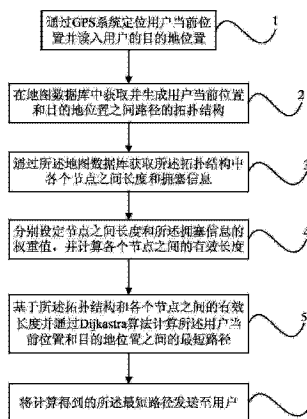 通过GPS系统定位用户当前位
置并读入用户的目的地位置
1
在地图数据库中获取并生成用户当前位置
和目的地位置之间路径的拓扑结构
2
通过所述地图数据库获取所述拓扑结构中
各个节点之间长度和拥塞信息
3
分别设定节点之间长度和所述拥塞信息的
权重值，并计算各个节点之间的有效长度
4
基于所述拓扑结构和各个节点之间的有效
长度并通过Dijkastra算法计算所述用户当
前位置和目的地位置之间的最短路径
5
将计算得到的所述最短路径发送至用户